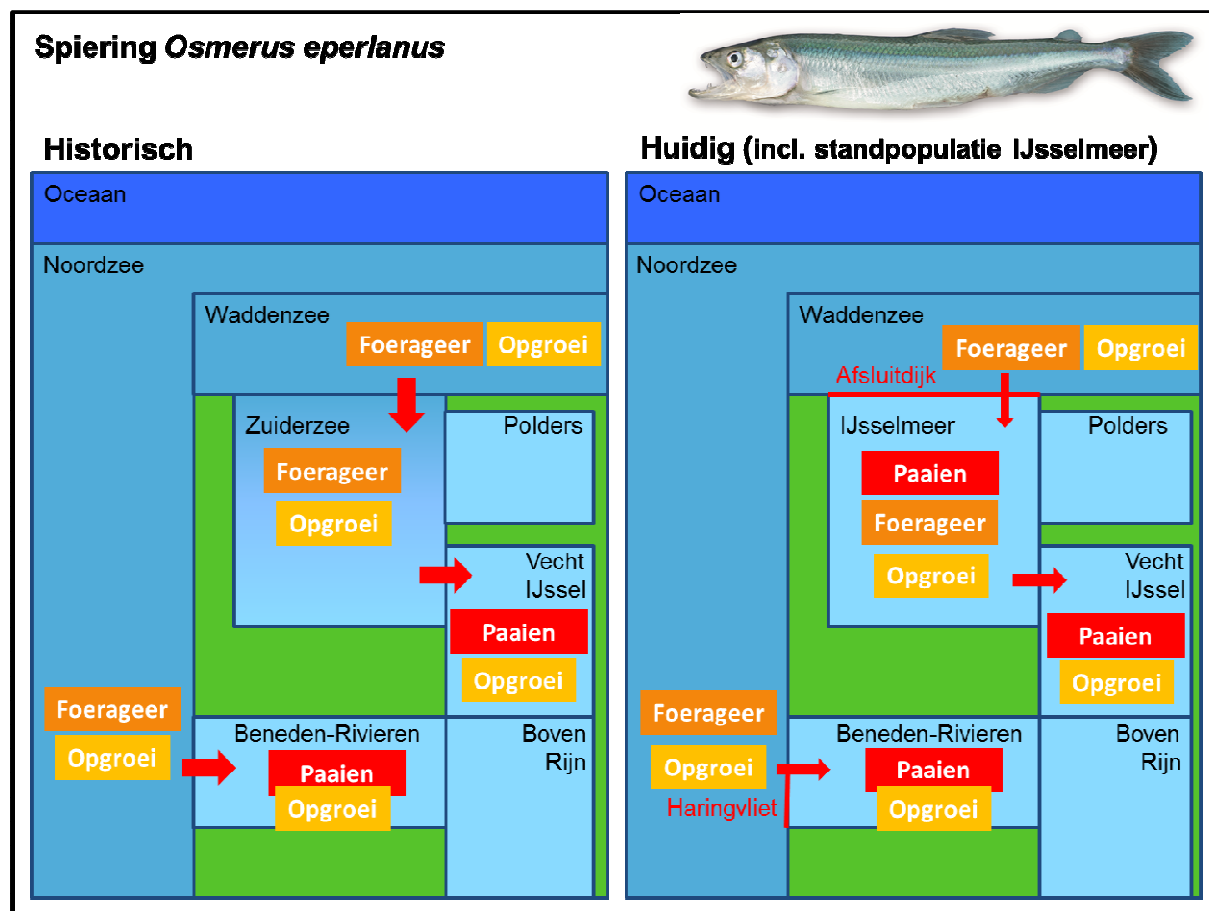 Spiering Osmerus eperlanus
Historisch
Oceaan
Noordzee
Waddenzee
Foerageer Opgroei
Zuiderzee
Foerageer
Opgroei
Polders
Vecht
IJssel
Paaien
Opgroei
Foerageer
Opgroei
Beneden-Rivieren
Paaien
Opgroei
Boven
Rijn
Huidig (incl. standpopulatie IJsselmeer)
Oceaan
Noordzee
Waddenzee
Foerageer Opgroei
Afsluitdijk
IJsselmeer
Paaien
Foerageer
Opgroei
Polders
Vecht
IJssel
Paaien
Opgroei
Foerageer
Opgroei
Haringvliet
Beneden-Rivieren
Paaien
Opgroei
Boven
Rijn